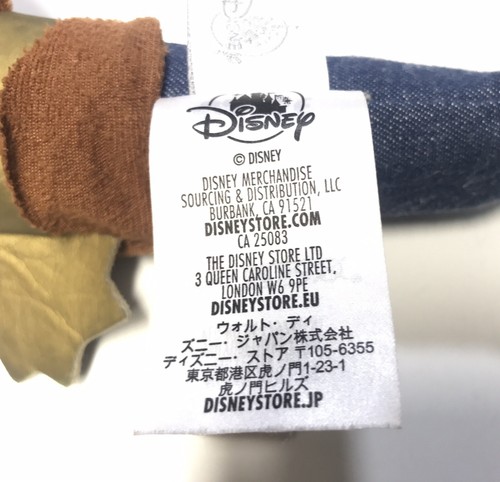 Disney
© DISNEY
DISNEY MERCHANDISE
SOURCING & DISTRIBUTION, LLC
BURBANK, CA 91521
DISNEYSTORE.COM
CA 25083
THE DISNEY STORE LTD
3 QUEEN CAROLINE STREET,
LONDON W6 9PE
DISNEYSTORE.EU
ウォルト・ディ
ズニー・ジャパン株式会社
ディズニー・ストア 〒105-6355
東京都港区虎ノ門1-23-1
虎ノ門ヒルズ
DISNEYSTORE.JP